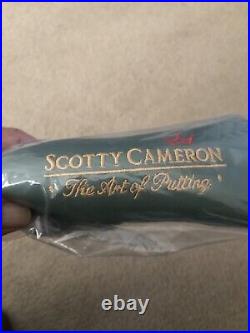 SCOTTY CAMERON
"The Art of Putting"